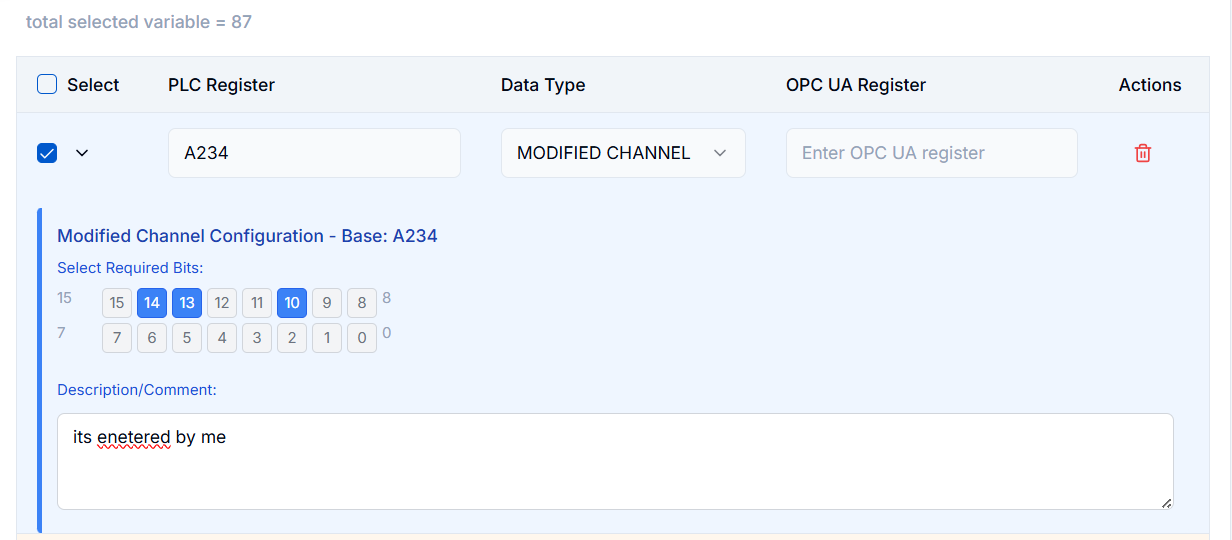 total selected variable = 87
Select PLC Register Data Type OPC UA Register Actions
A234 MODIFIED CHANNEL Enter OPC UA register
Modified Channel Configuration - Base: A234
Select Required Bits:
15 15 14 13 12 11 10 9 8 8
7 7 6 5 4 3 2 1 0 0
Description/Comment:
its enetered by me